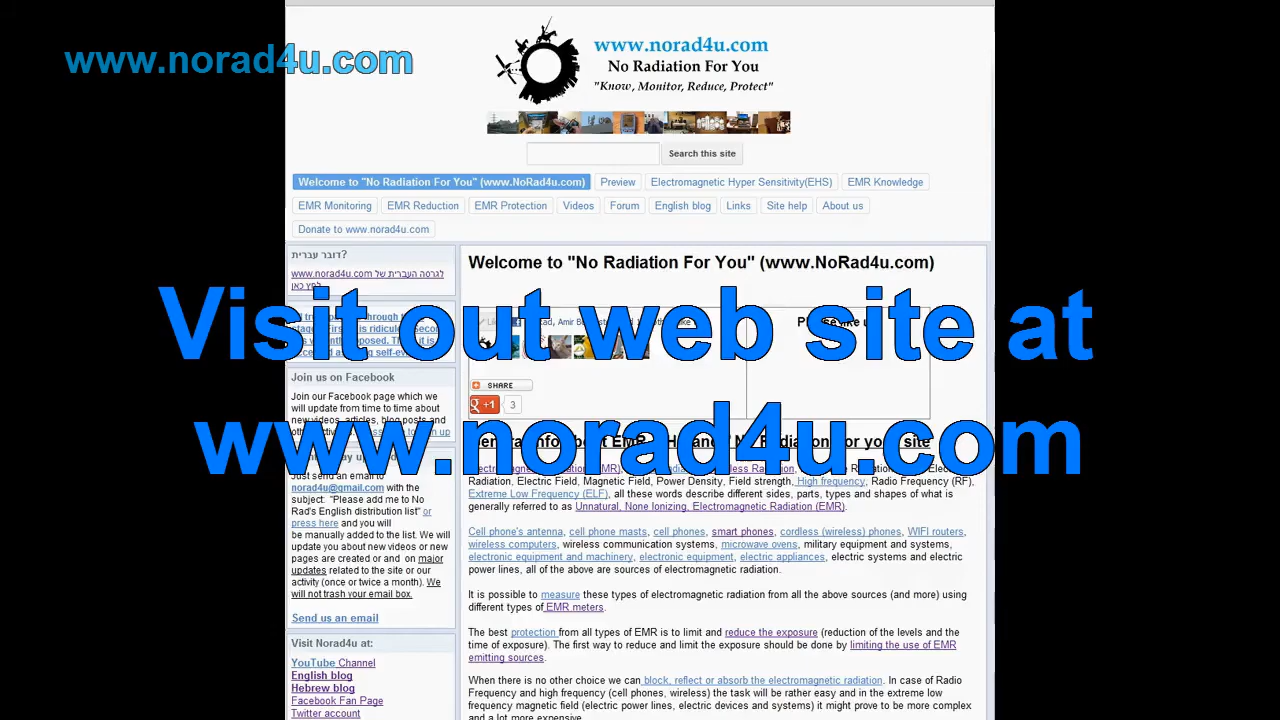 www.norad4u.com
www.norad4u.com
No Radiation For You
"Know, Monitor, Reduce, Protect"
Search this site
Welcome to "No Radiation For You" (www.NoRad4u.com)
Preview
Electromagnetic Hyper Sensitivity(EHS)
EMR Knowledge
EMR Monitoring
EMR Reduction
EMR Protection
Videos
Forum
English blog
Links
Site help
About us
Donate to www.norad4u.com
דובר עברית?
לגרסה העברית של www.norad4u.com
לחץ כאן
Join us on Facebook
Join our Facebook page which we
will update from time to time about
new videos, articles, blog posts and
Just send an email to
norad4u@gmail.com with the
subject: "Please add me to No
Rad's English distribution list" or
press here and you will
be manually added to the list. We will
update you about new videos or new
pages are created or and on major
updates related to the site or our
activity (once or twice a month). We
will not trash your email box.
Send us an email
Visit Norad4u at:
YouTube Channel
English blog
Hebrew blog
Facebook Fan Page
Twitter account
Welcome to "No Radiation For You" (www.NoRad4u.com)
Visit out web site at
www.norad4u.com
SHARE
+1
3
Radiation, Electric Field, Magnetic Field, Power Density, Field strength, High frequency, Radio Frequency (RF),
Extreme Low Frequency (ELF), all these words describe different sides, parts, types and shapes of what is
generally referred to as Unnatural, None Ionizing, Electromagnetic Radiation (EMR).
Cell phone's antenna, cell phone masts, cell phones, smart phones, cordless (wireless) phones, WIFI routers,
wireless computers, wireless communication systems, microwave ovens, military equipment and systems,
electronic equipment and machinery, electronic equipment, electric appliances, electric systems and electric
power lines, all of the above are sources of electromagnetic radiation.
It is possible to measure these types of electromagnetic radiation from all the above sources (and more) using
different types of EMR meters.
The best protection from all types of EMR is to limit and reduce the exposure (reduction of the levels and the
time of exposure). The first way to reduce and limit the exposure should be done by limiting the use of EMR
emitting sources.
When there is no other choice we can block, reflect or absorb the electromagnetic radiation. In case of Radio
Frequency and high frequency (cell phones, wireless) the task will be rather easy and in the extreme low
frequency magnetic field (electric power lines, electric devices and systems) it might prove to be more complex
and a lot more expensive.